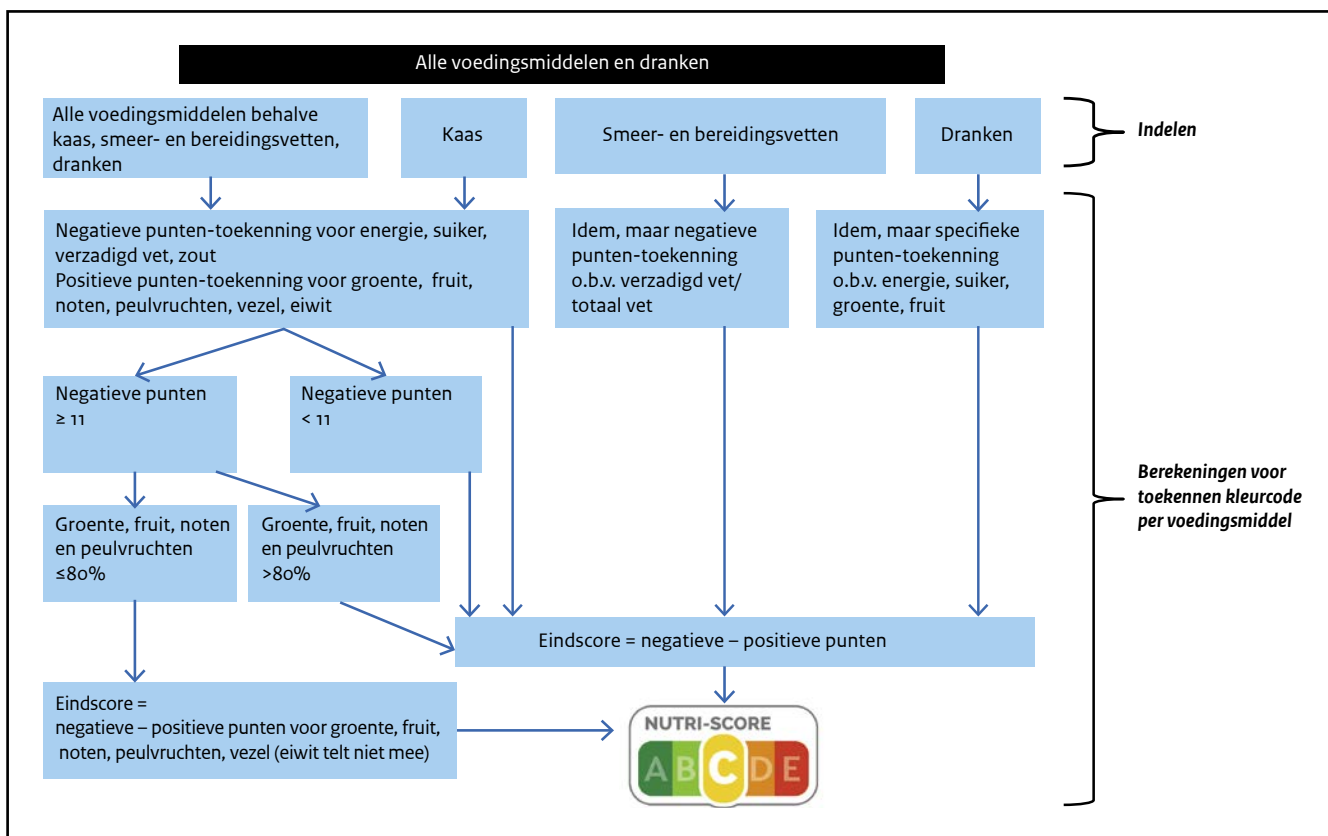 Alle voedingsmiddelen en dranken
Alle voedingsmiddelen behalve
kaas, smeer- en bereidingsvetten,
dranken
Kaas
Smeer- en bereidingsvetten
Dranken
Indelen
Negatieve punten-toekenning voor energie, suiker,
verzadigd vet, zout
Positieve punten-toekenning voor groente, fruit,
noten, peulvruchten, vezel, eiwit
Idem, maar negatieve
punten-toekenning
o.b.v. verzadigd vet/
totaal vet
Idem, maar specifieke
punten-toekenning
o.b.v. energie, suiker,
groente, fruit
Negatieve punten
≥ 11
Negatieve punten
< 11
Berekeningen voor
toekennen kleurcode
per voedingsmiddel
Groente, fruit, noten
en peulvruchten
≤80%
Groente, fruit, noten
en peulvruchten
>80%
Eindscore = negatieve – positieve punten
Eindscore =
negatieve – positieve punten voor groente, fruit,
noten, peulvruchten, vezel (eiwit telt niet mee)
NUTRI-SCORE
A B C D E